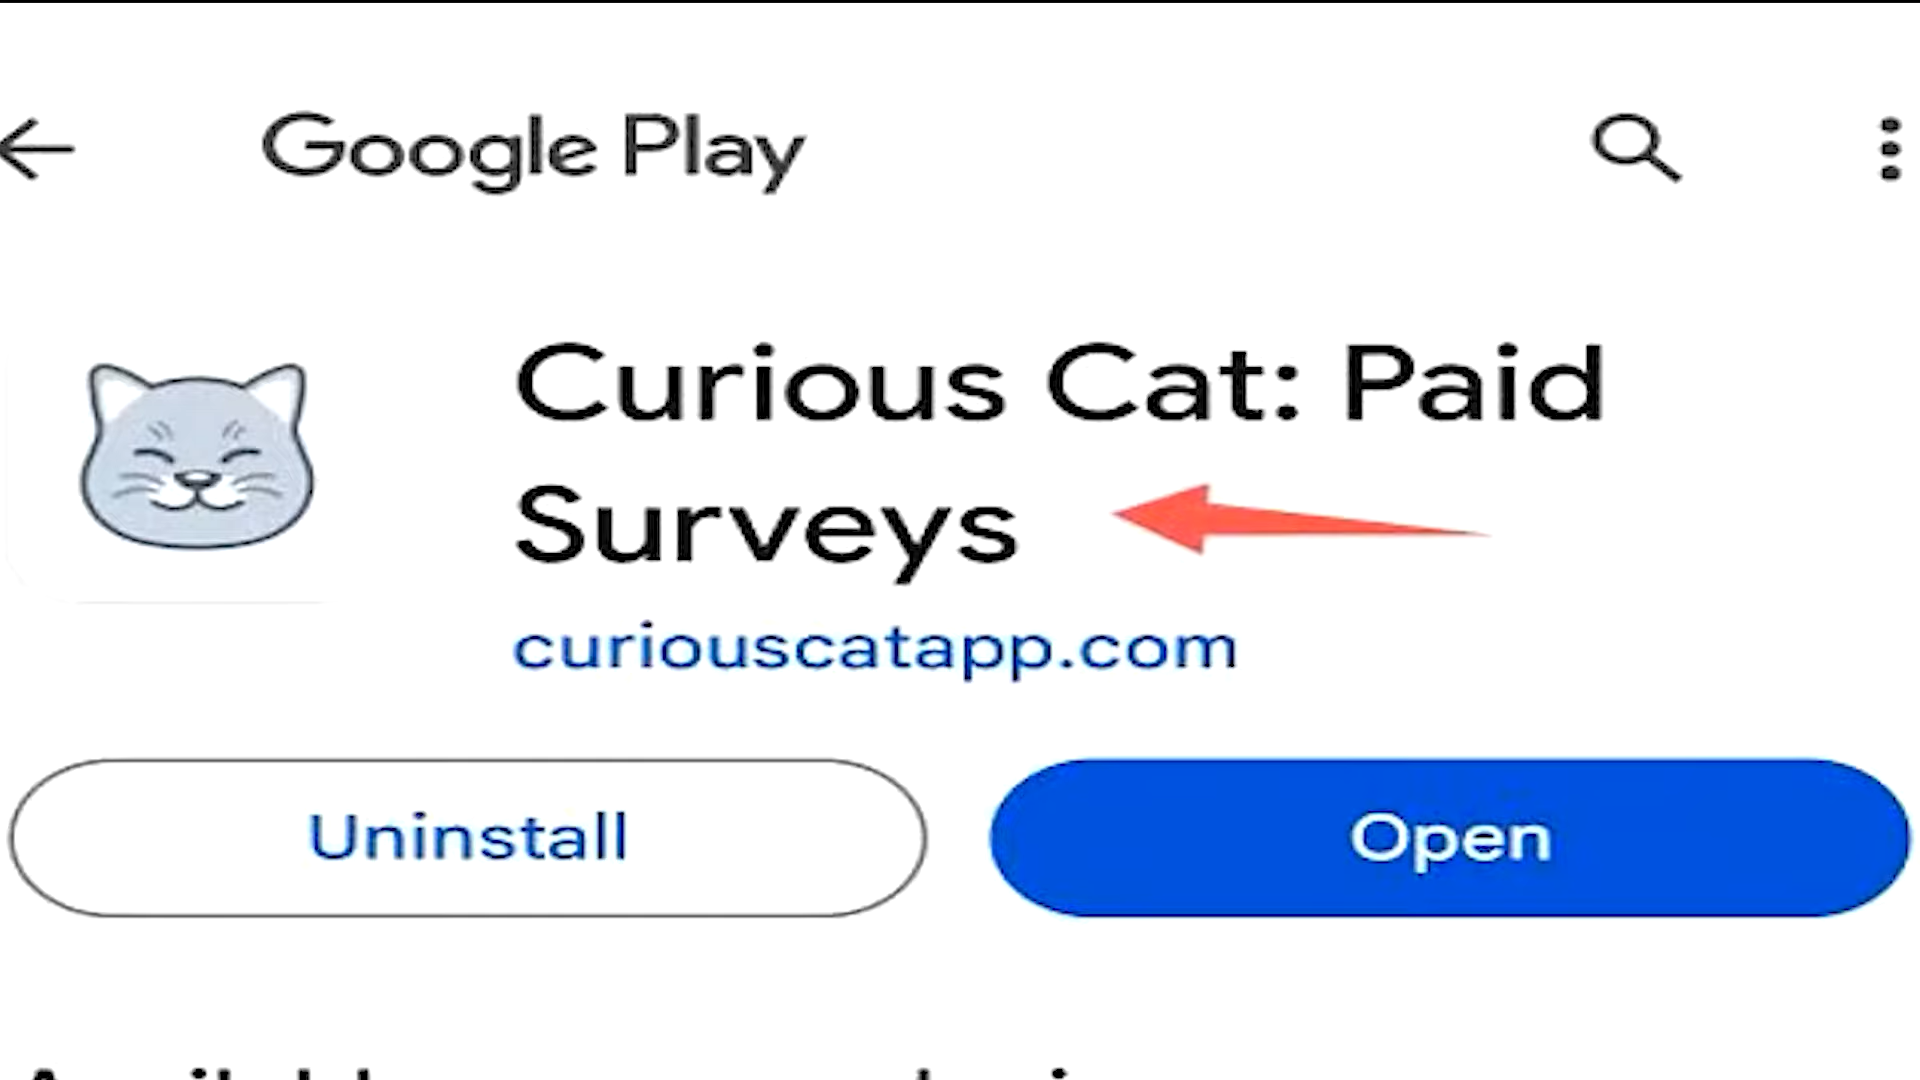 Google Play
Curious Cat: Paid
Surveys
curiouscatapp.com
Uninstall
Open